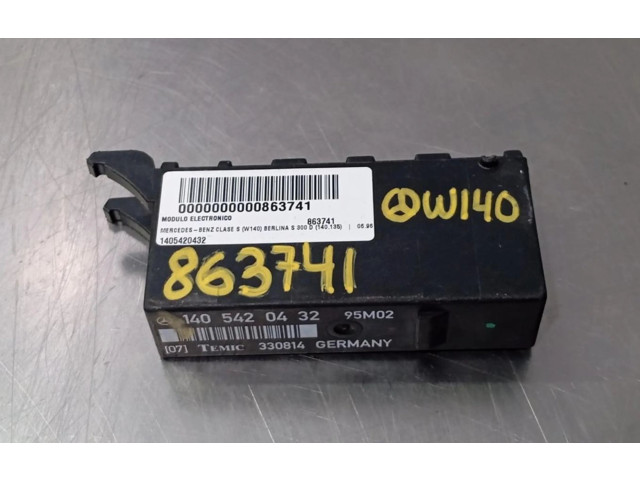 0000000000863741
MODULO ELECTRONICO 863741
MERCEDES-BENZ CLASE S (W140) BERLINA S 300 D (140.135) | 06.96
1405420432
W140
863741
140 542 04 32 95M02
[07] TEMIC 330814 GERMANY